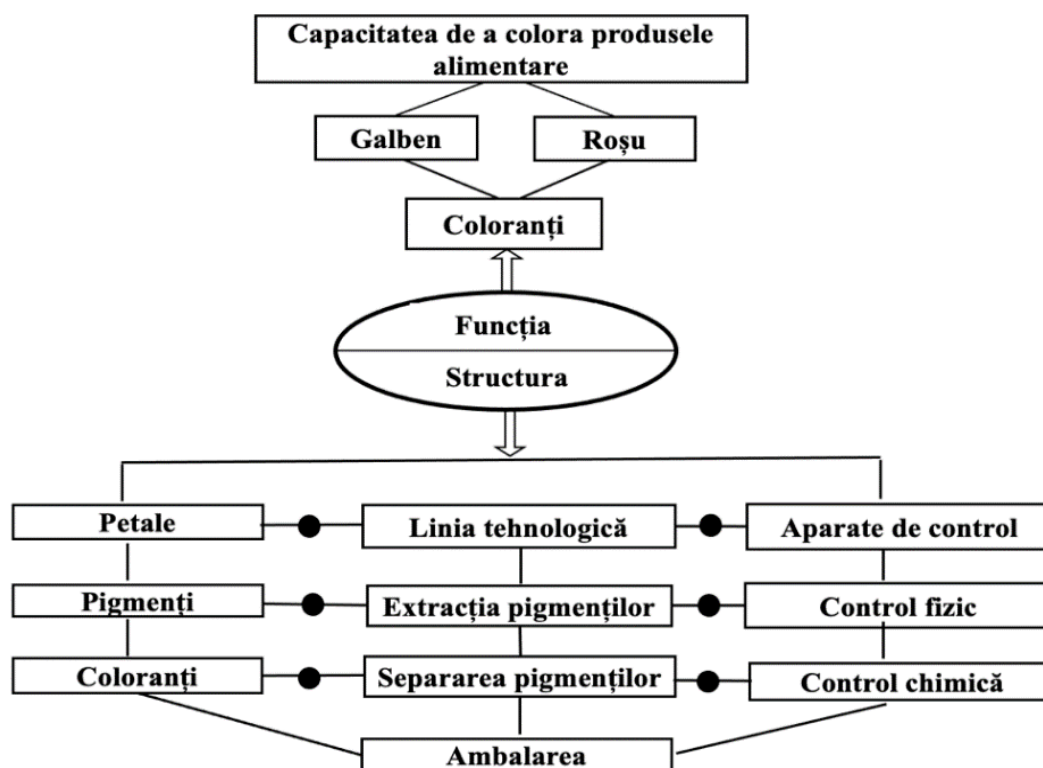 Capacitatea de a colora produsele
alimentare
Galben
Roșu
Coloranți
Funcția
Structura
Petale
Linia tehnologică
Aparate de control
Pigmenți
Extracția pigmenților
Control fizic
Coloranți
Separarea pigmenților
Control chimică
Ambalarea